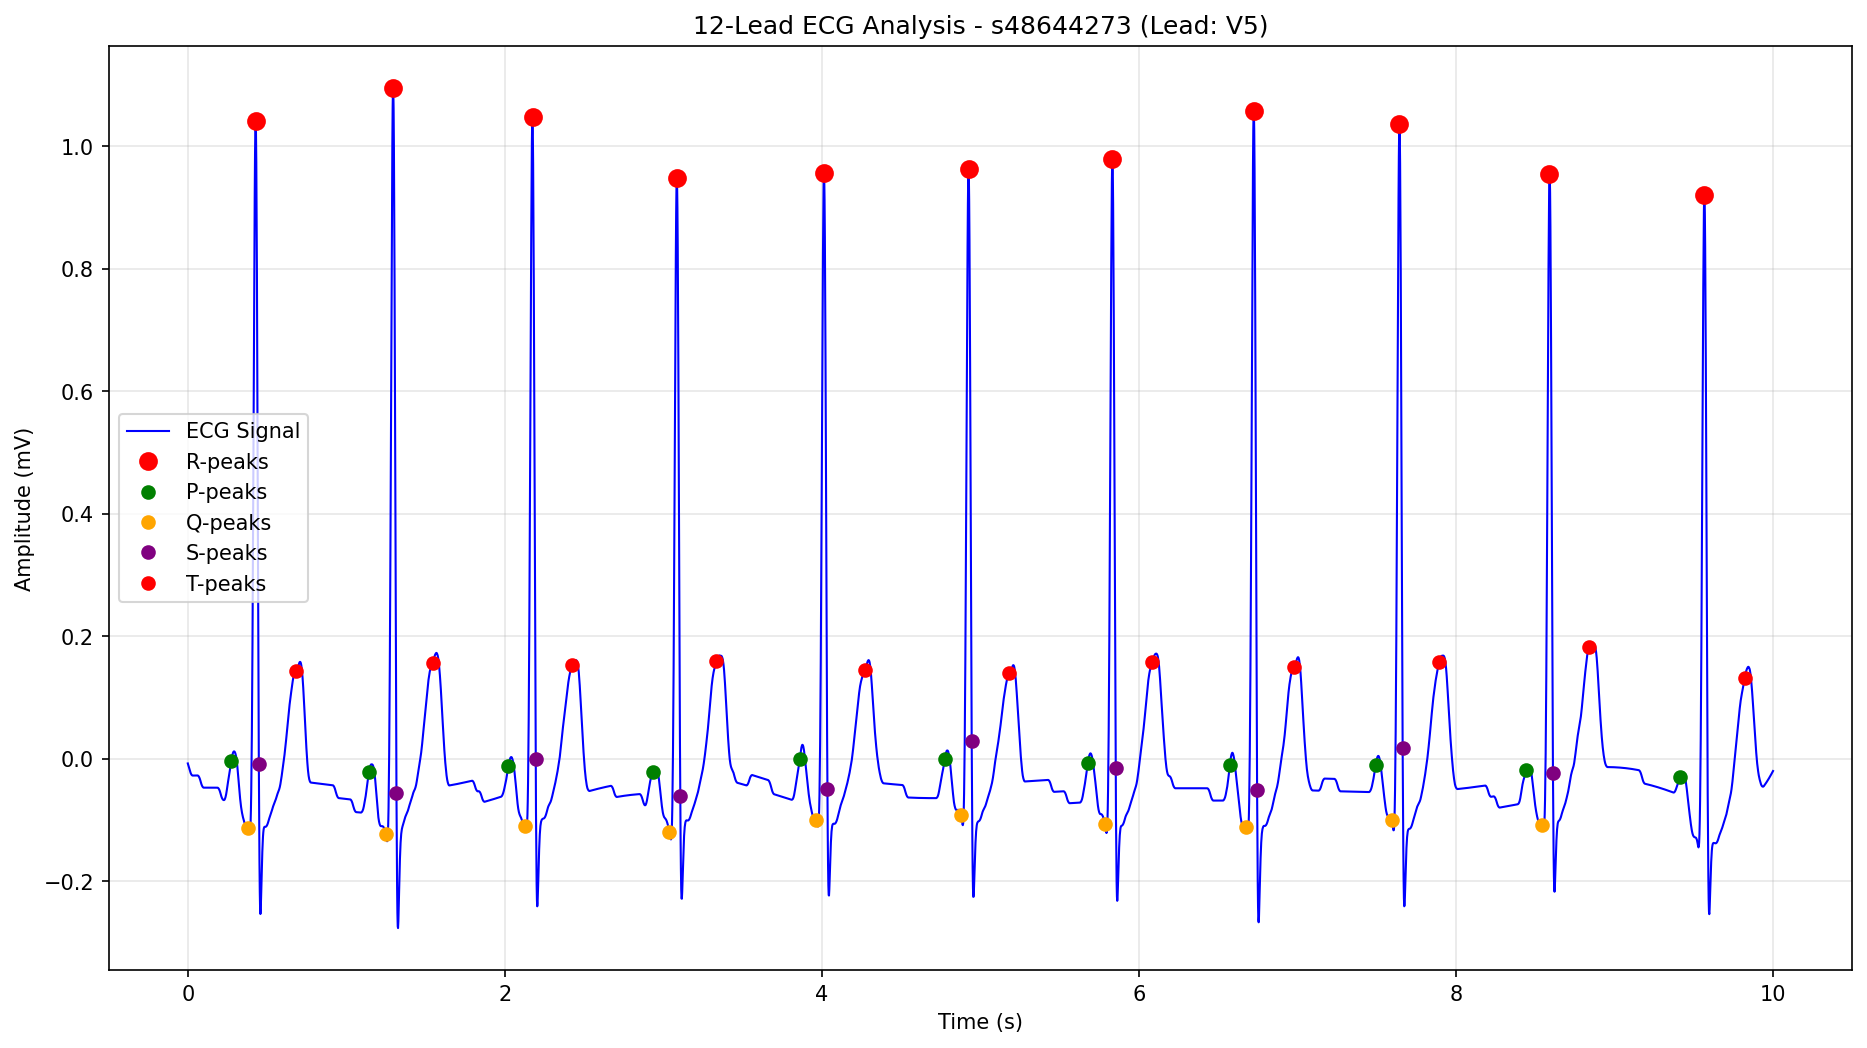 12-Lead ECG Analysis - s48644273 (Lead: V5)
Amplitude (mV)
1.0
0.8
0.6
0.4
0.2
0.0
−0.2
ECG Signal
R-peaks
P-peaks
Q-peaks
S-peaks
T-peaks
0 2 4 6 8 10
Time (s)